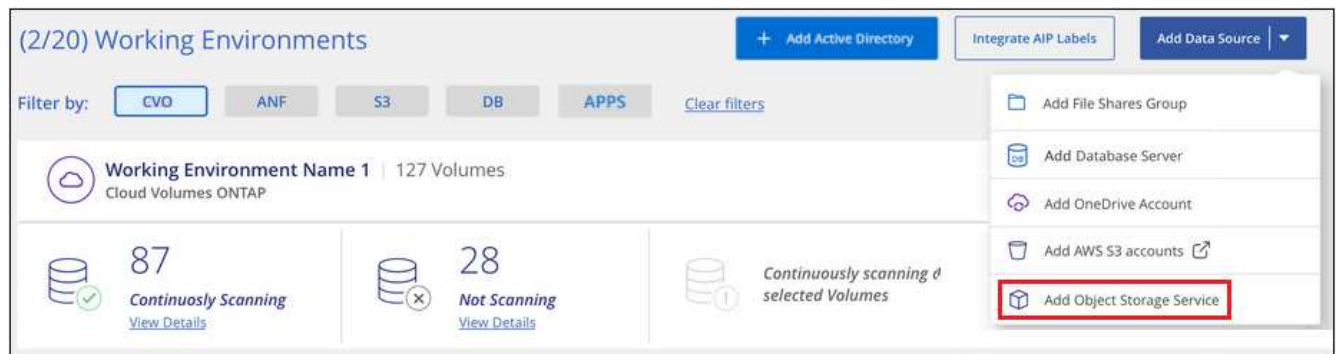 (2/20) Working Environments
+ Add Active Directory
Integrate AIP Labels
Add Data Source
Filter by:
CVO
ANF
S3
DB
APPS
Clear filters
Add File Shares Group
DB
Add Database Server
Add OneDrive Account
Add AWS S3 accounts
Add Object Storage Service
Working Environment Name 1 | 127 Volumes
Cloud Volumes ONTAP
87
Continuosly Scanning
View Details
28
Not Scanning
View Details
Continuously scanning
selected Volumes